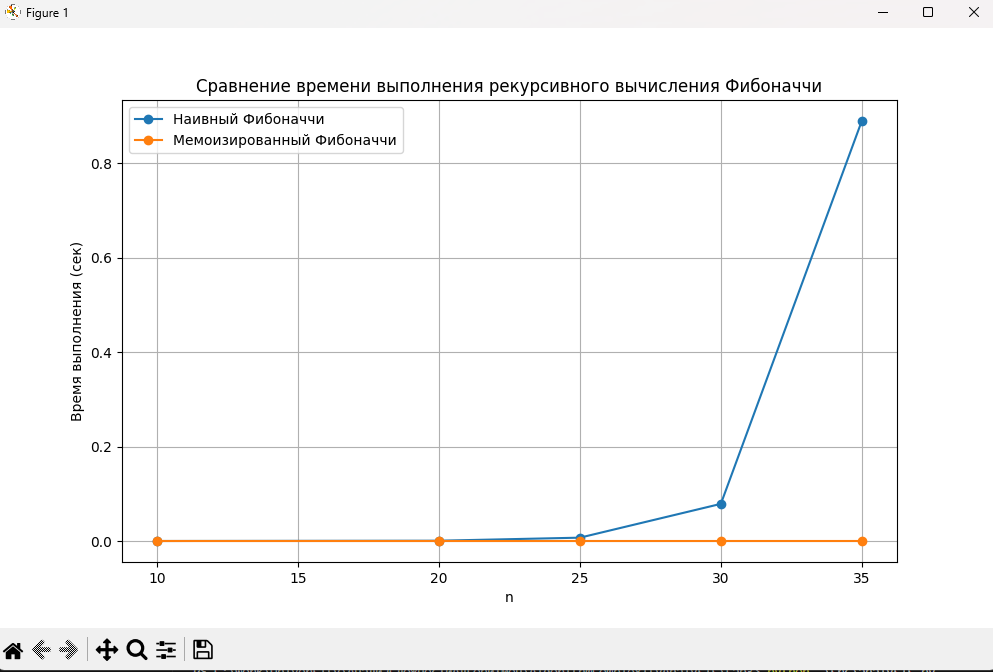 Figure 1
Сравнение времени выполнения рекурсивного вычисления Фибоначчи
Наивный Фибоначчи
Мемоизированный Фибоначчи
Время выполнения (сек)
0.8
0.6
0.4
0.2
0.0
10 15 20 25 30 35
n